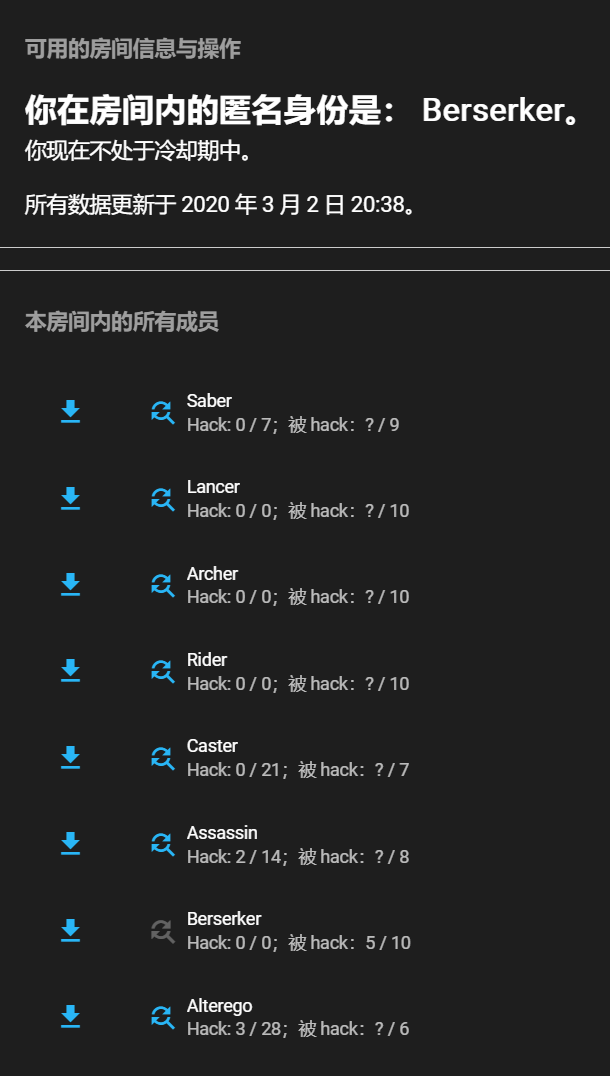 可用的房间信息与操作
你在房间内的匿名身份是： Berserker。
你现在不处于冷却期中。
所有数据更新于 2020 年 3 月 2 日 20:38。
本房间内的所有成员
Saber
Hack: 0 / 7；被 hack：? / 9
Lancer
Hack: 0 / 0；被 hack：? / 10
Archer
Hack: 0 / 0；被 hack：? / 10
Rider
Hack: 0 / 0；被 hack：? / 10
Caster
Hack: 0 / 21；被 hack：? / 7
Assassin
Hack: 2 / 14；被 hack：? / 8
Berserker
Hack: 0 / 0；被 hack：5 / 10
Alterego
Hack: 3 / 28；被 hack：? / 6